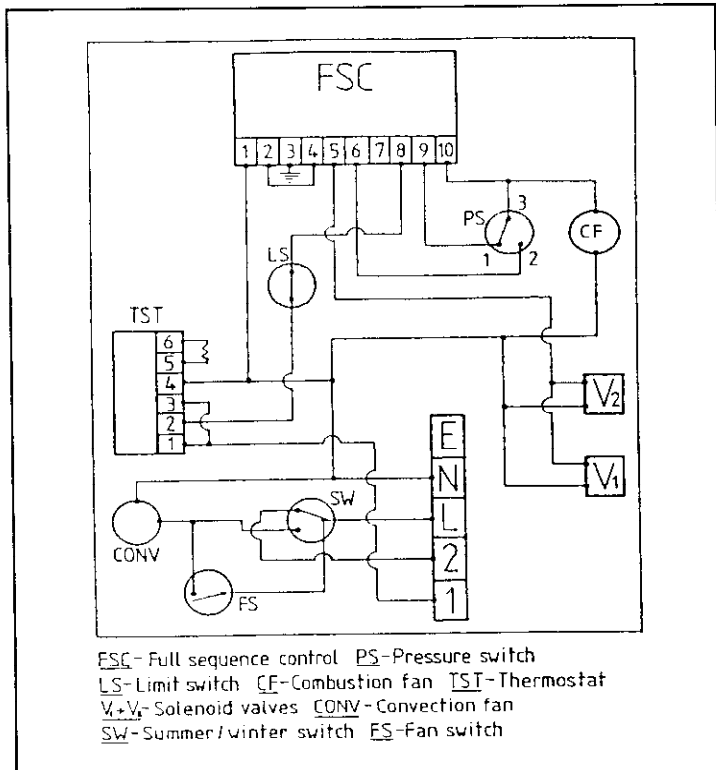 FSC
1 2 3 4 5 6 7 8 9 10
3
PS
CF
1 2
LS
TST
6
5
4
3
2
1
V2
V1
E
N
L
2
1
SW
CONV
FS
FSC-Full sequence control PS-Pressure switch
LS-Limit switch CF-Combustion fan TST-Thermostat
V₁+V₂-Solenoid valves CONV-Convection fan
SW-Summer/winter switch FS-Fan switch